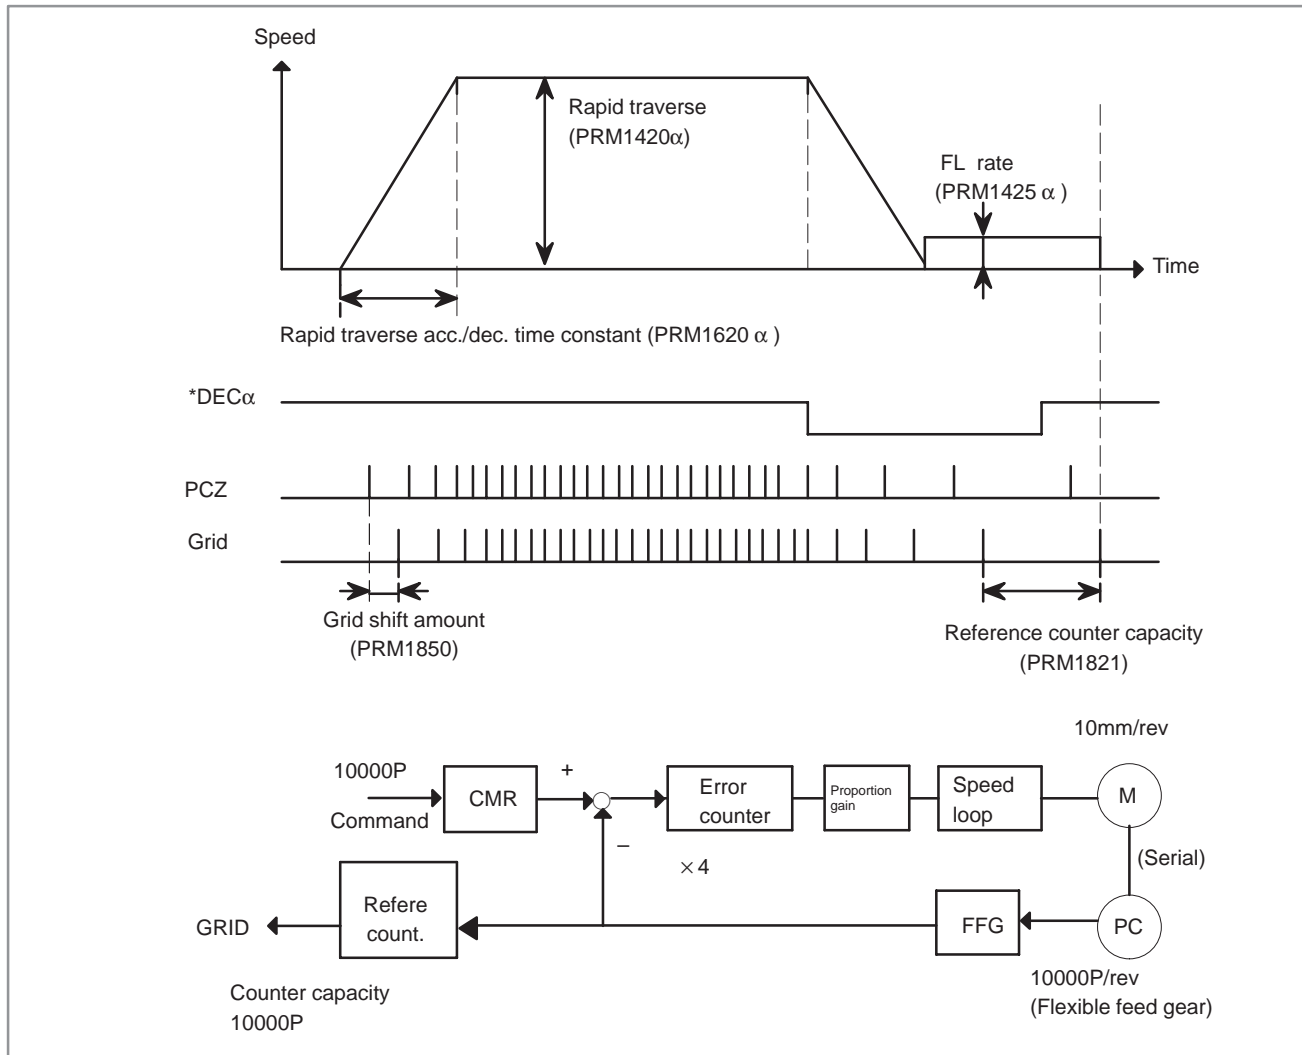 Speed
Rapid traverse
(PRM1420α)
FL rate
(PRM1425 α )
Time
Rapid traverse acc./dec. time constant (PRM1620 α )
*DECα
PCZ
Grid
Grid shift amount
(PRM1850)
Reference counter capacity
(PRM1821)
10mm/rev
10000P
Command
CMR
+
−
Error
counter
Proportion
gain
Speed
loop
M
×4
(Serial)
GRID
Refere
count.
FFG
PC
Counter capacity
10000P
10000P/rev
(Flexible feed gear)